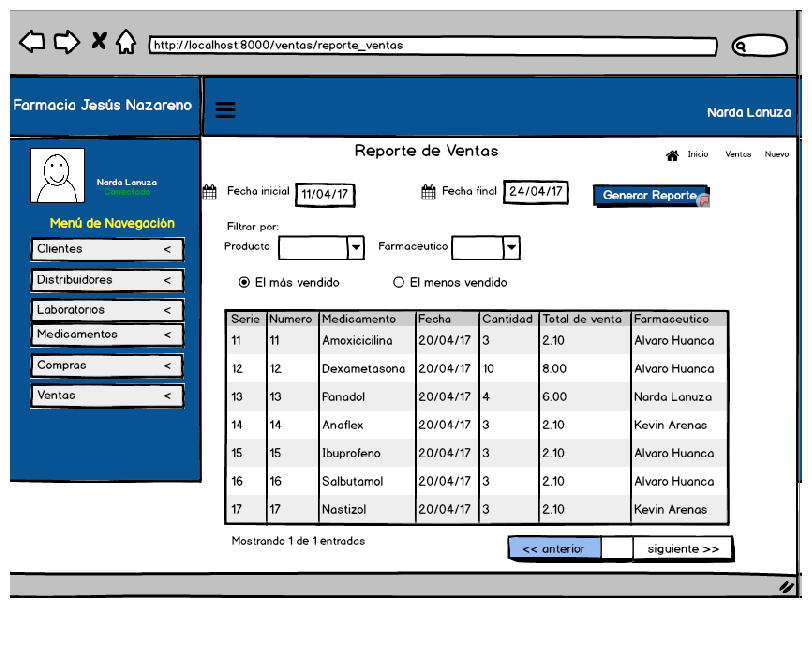 http://localhost:8000/ventas/reporte_ventas
Farmacia Jesús Nazareno
Narda Lanuza
Reporte de Ventas
Inicio Ventas Nuevo
Narda Lanuza
Conectado
Fecha inicial 11/04/17 Fecha final 24/04/17 Generar Reporte
Menú de Navegación
Filtrar por:
Producto Farmaceutico
Clientes <
Distribuidores <
Laboratorios <
Medicamentos <
Compras <
Ventas <
El más vendido El menos vendido
Serie Numero Medicamento Fecha Cantidad Total de venta Farmaceutico
11 11 Amoxicicilina 20/04/17 3 2.10 Alvaro Huanca
12 12 Dexametasona 20/04/17 10 8.00 Alvaro Huanca
13 13 Panadol 20/04/17 4 6.00 Narda Lanuza
14 14 Anaflex 20/04/17 3 2.10 Kevin Arenas
15 15 Ibuprofeno 20/04/17 3 2.10 Alvaro Huanca
16 16 Salbutamol 20/04/17 3 2.10 Alvaro Huanca
17 17 Nastizol 20/04/17 3 2.10 Kevin Arenas
Mostrando 1 de 1 entradas
<< anterior siguiente >>